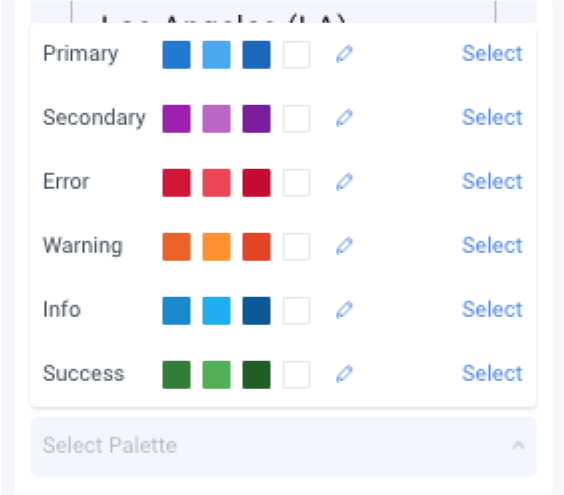 Los Angeles (LA)
Primary Select
Secondary Select
Error Select
Warning Select
Info Select
Success Select
Select Palette